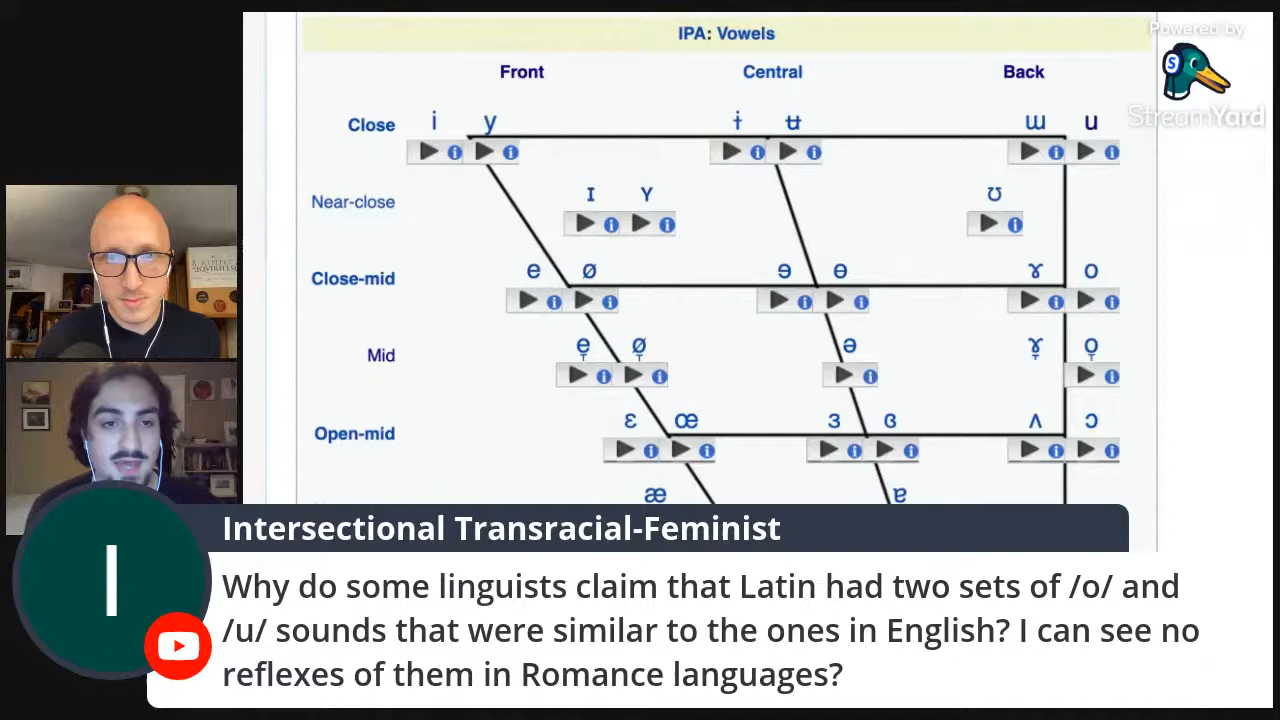 IPA: Vowels
Powered by
StreamYard
Front Central Back
Close i y ɨ ʉ ɯ u
Near-close ɪ ʏ ʊ
Close-mid e ø ɘ ɵ ɤ o
Mid e̞ ø̞ ə ɤ̞ o̞
Open-mid ɛ œ ɜ ɞ ʌ ɔ
æ ɐ
I
Intersectional Transracial-Feminist
Why do some linguists claim that Latin had two sets of /o/ and
/u/ sounds that were similar to the ones in English? I can see no
reflexes of them in Romance languages?